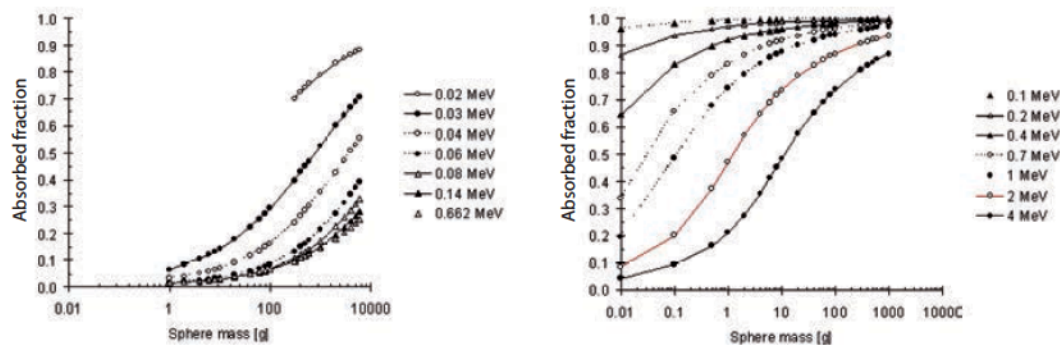 Absorbed fraction
1.0
0.9
0.8
0.7
0.6
0.5
0.4
0.3
0.2
0.1
0.0
0.01
1
100
10000
Sphere mass [g]
0.02 MeV
0.03 MeV
0.04 MeV
0.06 MeV
0.08 MeV
0.14 MeV
0.662 MeV
Absorbed fraction
1.0
0.9
0.8
0.7
0.6
0.5
0.4
0.3
0.2
0.1
0.0
0.01
0.1
1
10
100
1000
Sphere mass [g]
0.1 MeV
0.2 MeV
0.4 MeV
0.7 MeV
1 MeV
2 MeV
4 MeV